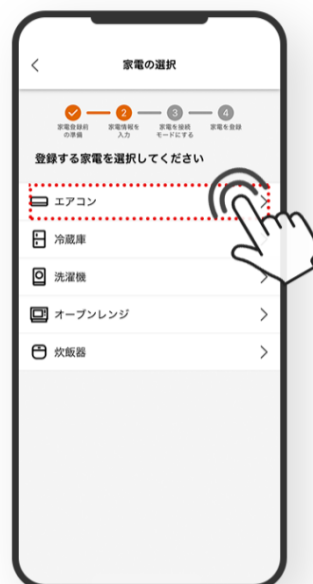 家電の選択
2
3
4
家電登録前
の準備
家電情報を
入力
家電を接続
モードにする
家電を登録
登録する家電を選択してください
エアコン
冷蔵庫
洗濯機
オーブンレンジ
炊飯器